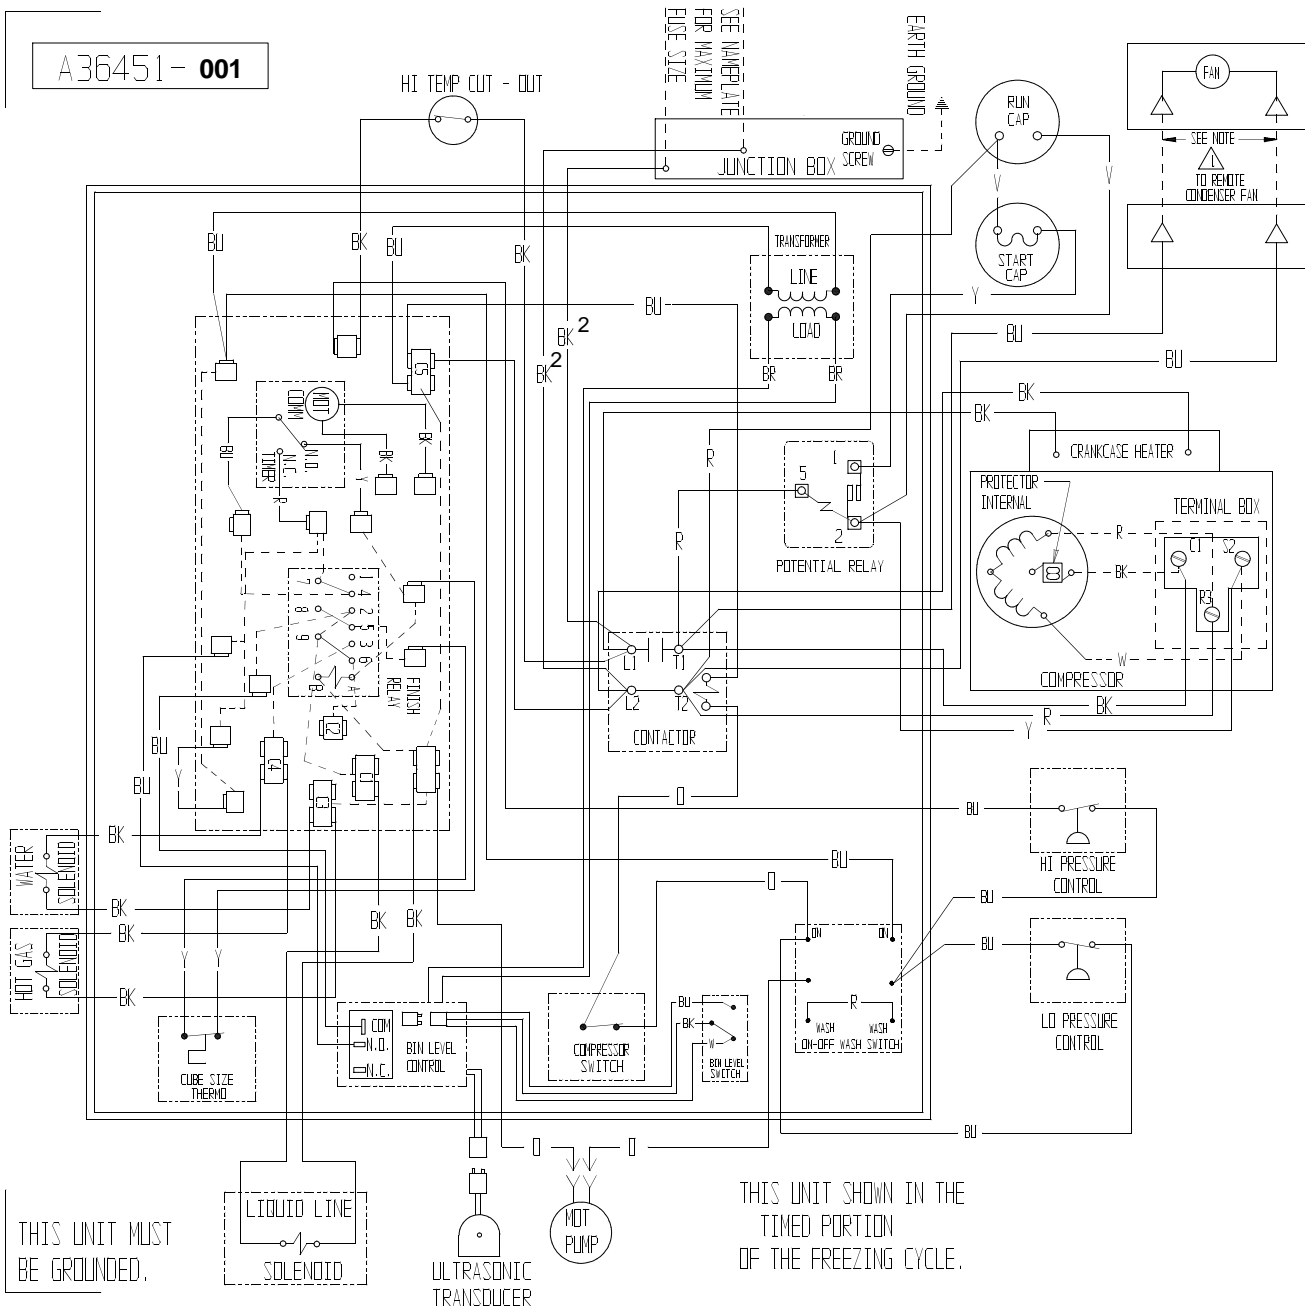 A36451- 001
HI TEMP CUT - OUT
SEE NAMEPLATE
FOR MAXIMUM
FUSE SIZE
EARTH GROUND
JUNCTION BOX
GROUND
SCREW
RUN
CAP
START
CAP
FAN
SEE NOTE
1
TO REMOTE
CONDENSER FAN
BU
BK
BU
BK
V
V
Y
BU
BU
BU
BK 2
BK 2
TRANSFORMER
LINE
LOAD
BR
BR
C5
MOT
COMM
N.O.
N.C.
TIMER
BU
BK
BK
R
Y
BK
BK
CRANKCASE HEATER
R
R
5
1
2
POTENTIAL RELAY
PROTECTOR
INTERNAL
TERMINAL BOX
R
BK
W
C1
S2
R3
COMPRESSOR
7
8
9
1
4
2
5
3
6
A
B
FINISH
RELAY
C2
C4
C1
C3
L1
T1
L2
T2
CONTACTOR
BK
R
Y
O
BU
BU
Y
BU
HI PRESSURE
CONTROL
BU
BU
BU
LO PRESSURE
CONTROL
BU
WATER
SOLENOID
BK
BK
HOT GAS
SOLENOID
BK
BK
BK
BK
Y
Y
CUBE SIZE
THERMO
COM
N.O.
N.C.
BIN LEVEL
CONTROL
COMPRESSOR
SWITCH
O
BU
BK
W
BIN LEVEL
SWITCH
ON
ON
R
WASH
WASH
ON-OFF WASH SWITCH
O
O
MOT
PUMP
LIQUID LINE
SOLENOID
ULTRASONIC
TRANSDUCER
THIS UNIT MUST
BE GROUNDED.
THIS UNIT SHOWN IN THE
TIMED PORTION
OF THE FREEZING CYCLE.